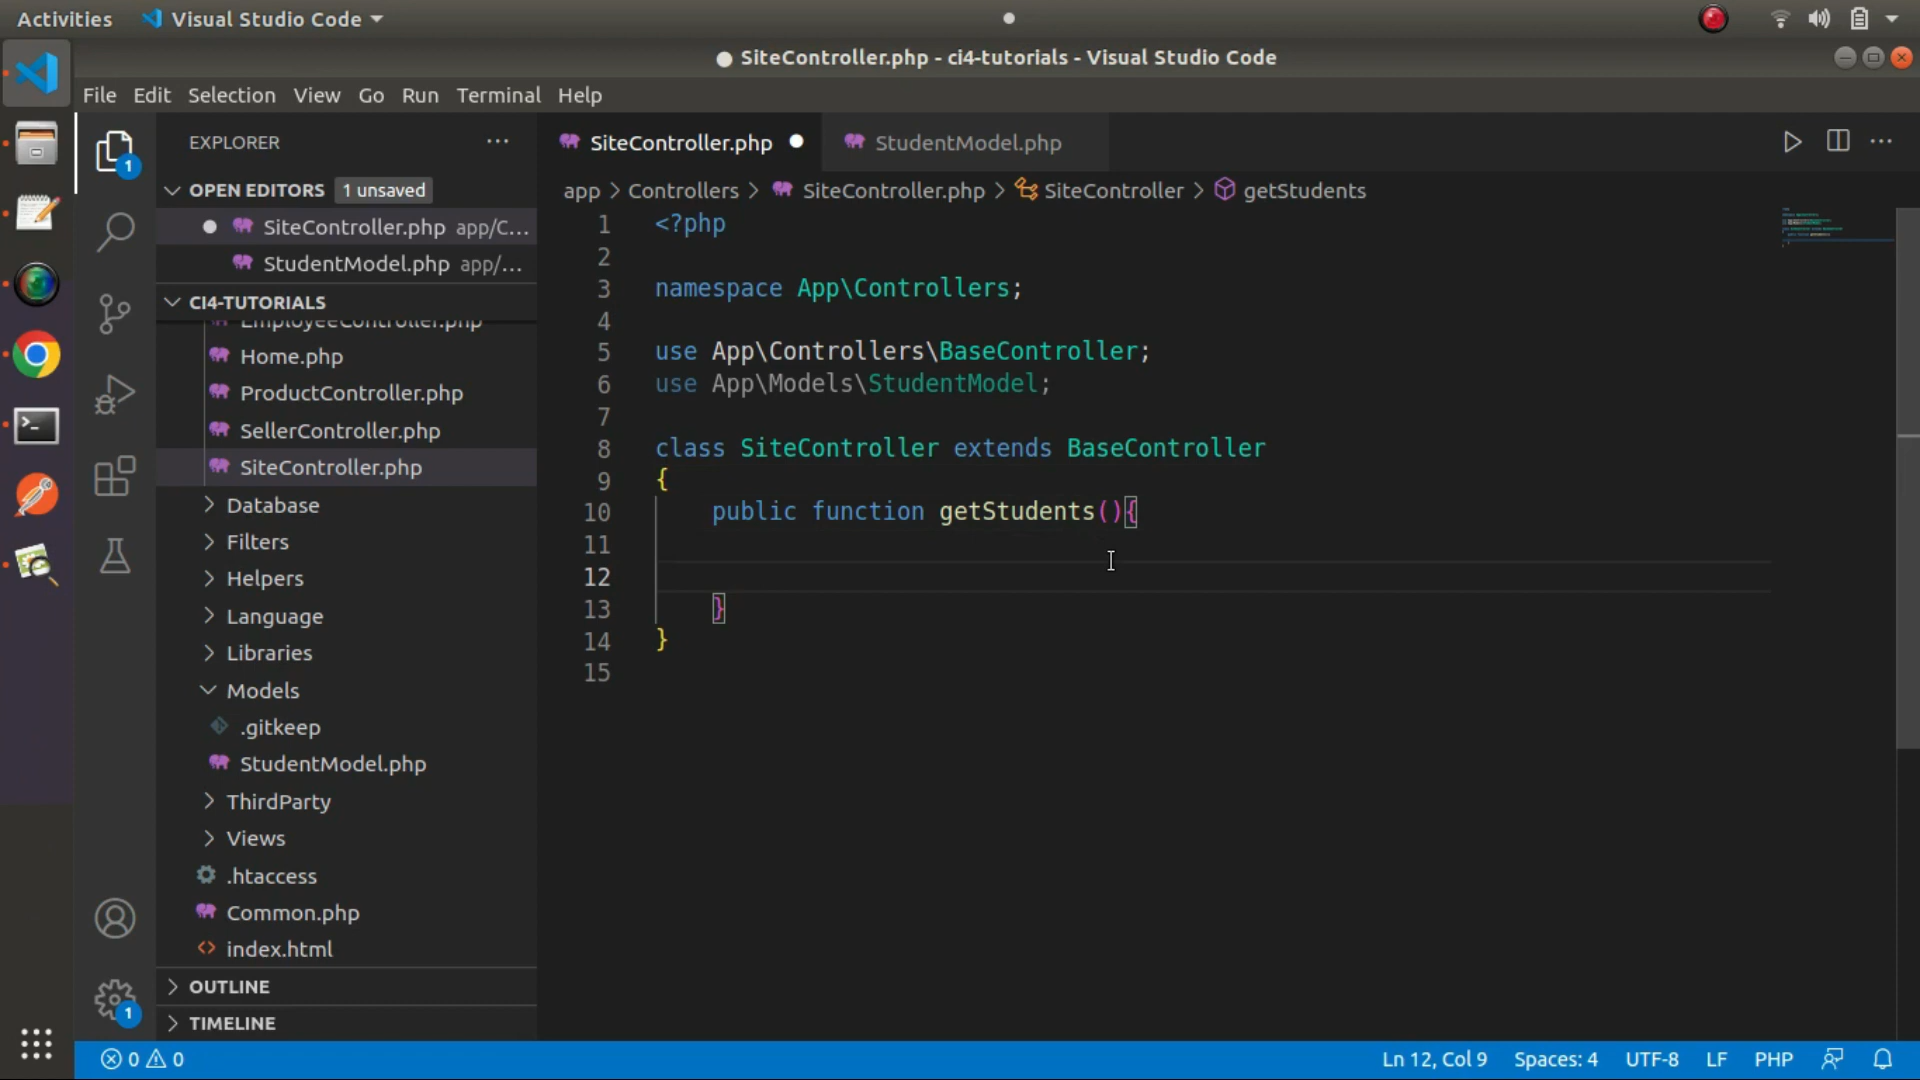 Activities
Visual Studio Code
SiteController.php - ci4-tutorials - Visual Studio Code
File Edit Selection View Go Run Terminal Help
EXPLORER
1
OPEN EDITORS 1 unsaved
SiteController.php app/C...
StudentModel.php app/...
CI4-TUTORIALS
EmployeeController.php
Home.php
ProductController.php
SellerController.php
SiteController.php
Database
Filters
Helpers
Language
Libraries
Models
.gitkeep
StudentModel.php
ThirdParty
Views
.htaccess
Common.php
index.html
OUTLINE
1
TIMELINE
SiteController.php
StudentModel.php
app > Controllers > SiteController.php > SiteController > getStudents
1 <?php
2
3 namespace App\Controllers;
4
5 use App\Controllers\BaseController;
6 use App\Models\StudentModel;
7
8 class SiteController extends BaseController
9 {
10 public function getStudents(){
11
12
13 }
14 }
15
0 0
Ln 12, Col 9 Spaces: 4 UTF-8 LF PHP